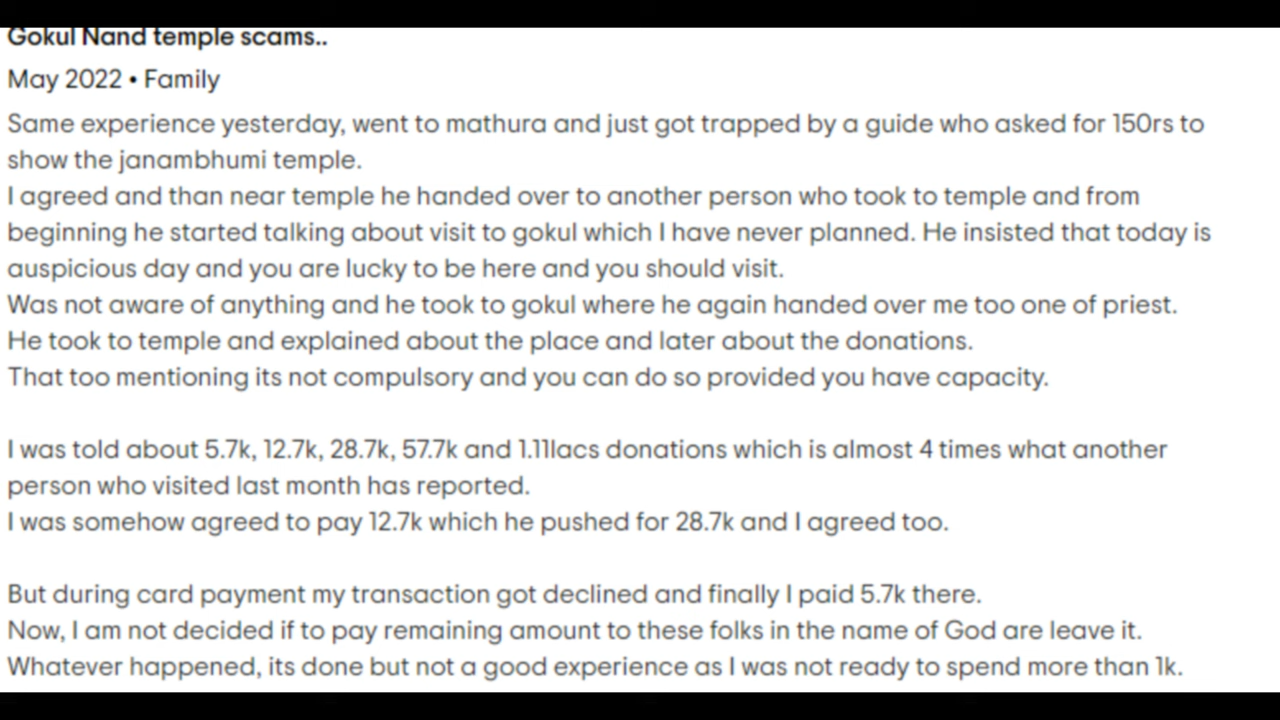 Gokul Nand temple scams..
May 2022 • Family
Same experience yesterday, went to mathura and just got trapped by a guide who asked for 150rs to
show the janambhumi temple.
I agreed and than near temple he handed over to another person who took to temple and from
beginning he started talking about visit to gokul which I have never planned. He insisted that today is
auspicious day and you are lucky to be here and you should visit.
Was not aware of anything and he took to gokul where he again handed over me too one of priest.
He took to temple and explained about the place and later about the donations.
That too mentioning its not compulsory and you can do so provided you have capacity.
I was told about 5.7k, 12.7k, 28.7k, 57.7k and 1.11lacs donations which is almost 4 times what another
person who visited last month has reported.
I was somehow agreed to pay 12.7k which he pushed for 28.7k and I agreed too.
But during card payment my transaction got declined and finally I paid 5.7k there.
Now, I am not decided if to pay remaining amount to these folks in the name of God are leave it.
Whatever happened, its done but not a good experience as I was not ready to spend more than 1k.